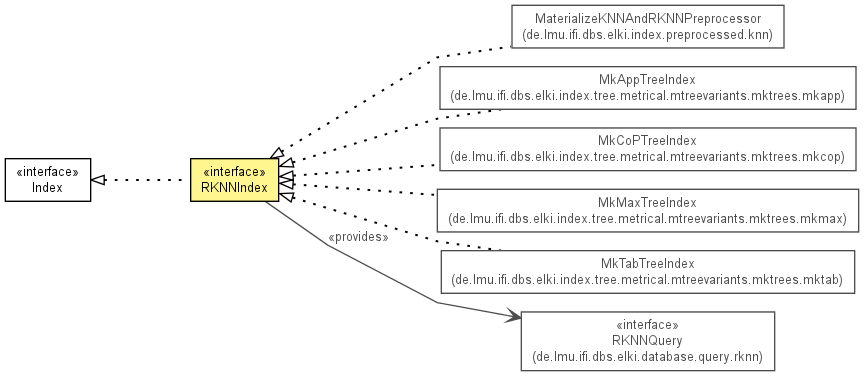 MaterializeKNNAndRKNNPreprocessor
(de.lmu.ifi.dbs.elki.index.preprocessed.knn)
MkAppTreeIndex
(de.lmu.ifi.dbs.elki.index.tree.metrical.mtreevariants.mktrees.mkapp)
MkCoPTreeIndex
(de.lmu.ifi.dbs.elki.index.tree.metrical.mtreevariants.mktrees.mkcop)
«interface»
Index
«interface»
RKNNIndex
MkMaxTreeIndex
(de.lmu.ifi.dbs.elki.index.tree.metrical.mtreevariants.mktrees.mkmax)
«provides»
MkTabTreeIndex
(de.lmu.ifi.dbs.elki.index.tree.metrical.mtreevariants.mktrees.mktab)
«interface»
RKNNQuery
(de.lmu.ifi.dbs.elki.database.query.rknn)